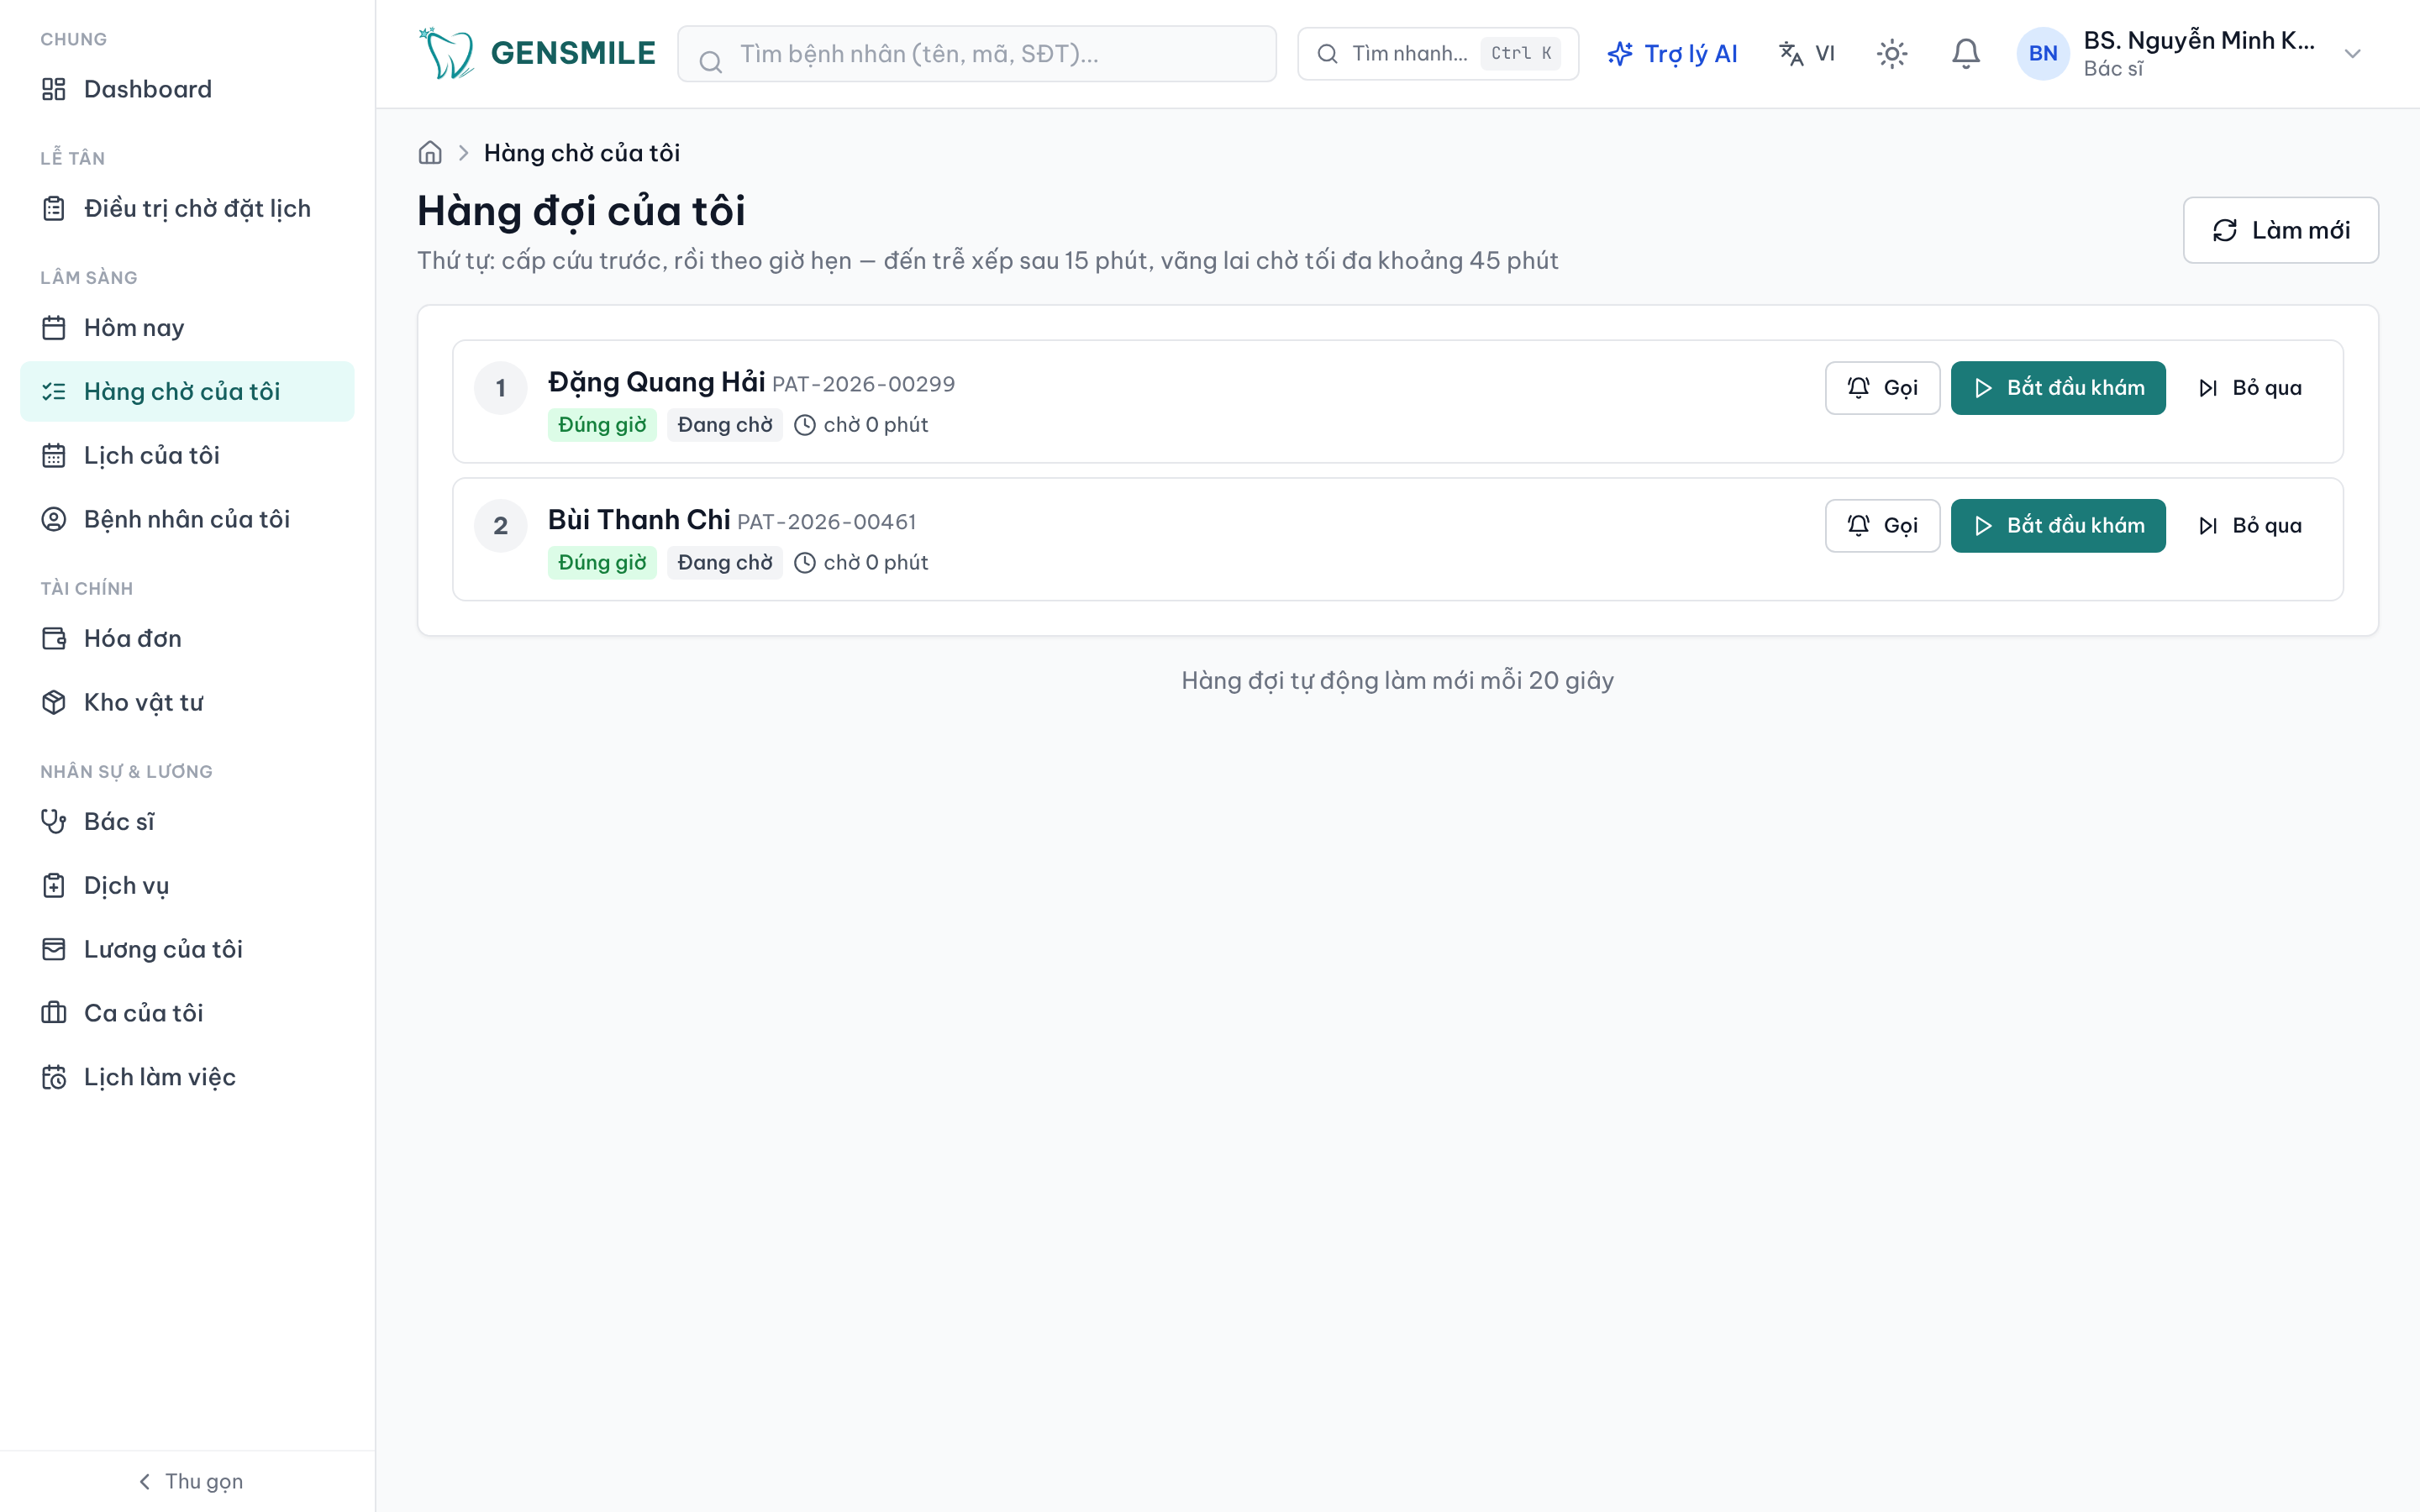 CHUNG
Dashboard
LỄ TÂN
Điều trị chờ đặt lịch
LÂM SÀNG
Hôm nay
Hàng chờ của tôi
Lịch của tôi
Bệnh nhân của tôi
TÀI CHÍNH
Hóa đơn
Kho vật tư
NHÂN SỰ & LƯƠNG
Bác sĩ
Dịch vụ
Lương của tôi
Ca của tôi
Lịch làm việc
Thu gọn
GENSMILE
Tìm bệnh nhân (tên, mã, SĐT)...
Tìm nhanh... Ctrl K
Trợ lý AI
VI
BN
BS. Nguyễn Minh K...
Bác sĩ
Hàng chờ của tôi
Hàng đợi của tôi
Thứ tự: cấp cứu trước, rồi theo giờ hẹn — đến trễ xếp sau 15 phút, vãng lai chờ tối đa khoảng 45 phút
Làm mới
1
Đặng Quang Hải PAT-2026-00299
Đúng giờ Đang chờ chờ 0 phút
Gọi Bắt đầu khám Bỏ qua
2
Bùi Thanh Chi PAT-2026-00461
Đúng giờ Đang chờ chờ 0 phút
Gọi Bắt đầu khám Bỏ qua
Hàng đợi tự động làm mới mỗi 20 giây